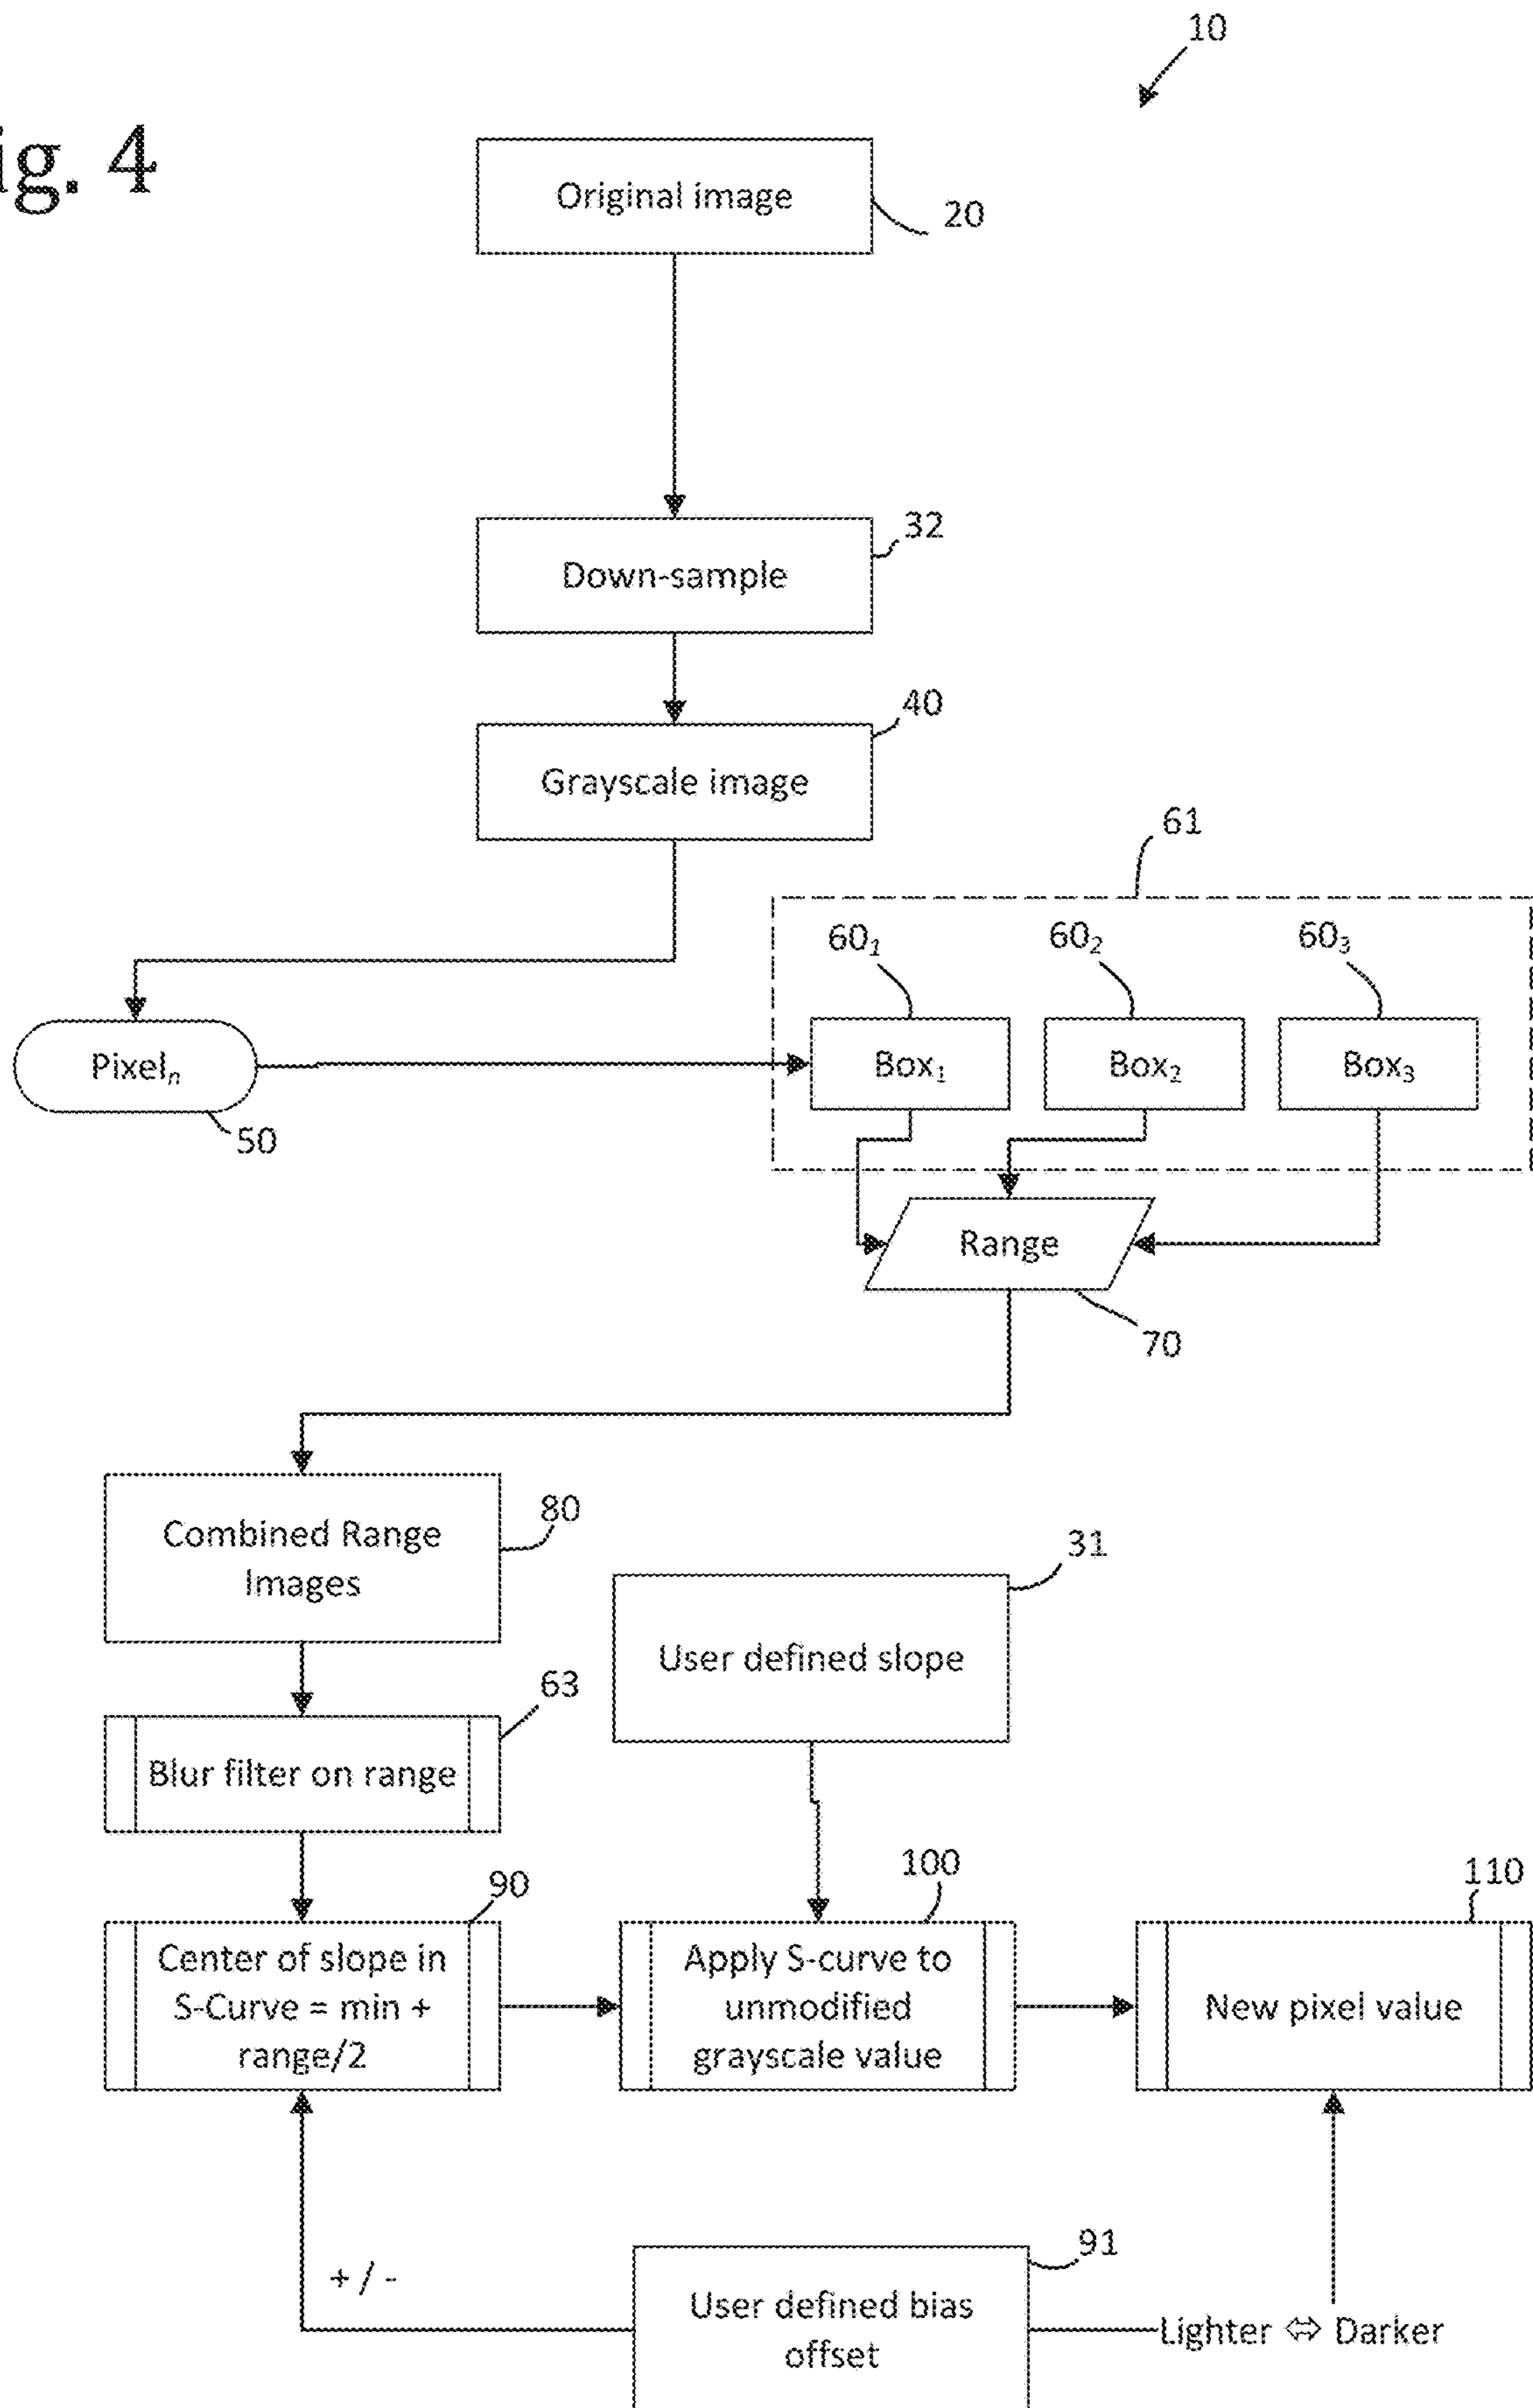 10
ig. 4
Original image
20
32
Down-sample
40
Grayscale image
61
60₁
60₂
60₃
Pixelₙ
Box₁
Box₂
Box₃
50
Range
70
80
Combined Range
Images
31
User defined slope
63
Blur filter on range
90
100
110
Center of slope in
S-Curve = min +
range/2
Apply S-curve to
unmodified
grayscale value
New pixel value
91
+ / -
User defined bias
offset
Lighter ⇔ Darker